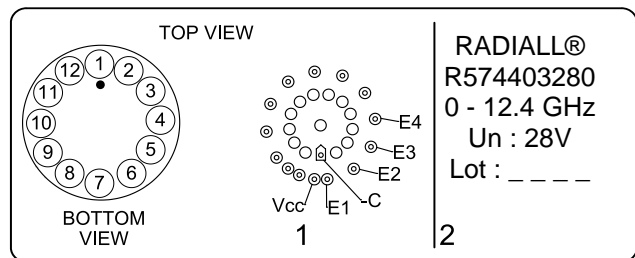 TOP VIEW
1
2
3
4
5
6
7
8
9
10
11
12
BOTTOM
VIEW
E4
E3
E2
-C
E1
Vcc
1
RADIALL®
R574403280
0 - 12.4 GHz
Un : 28V
Lot : _ _ _ _
2